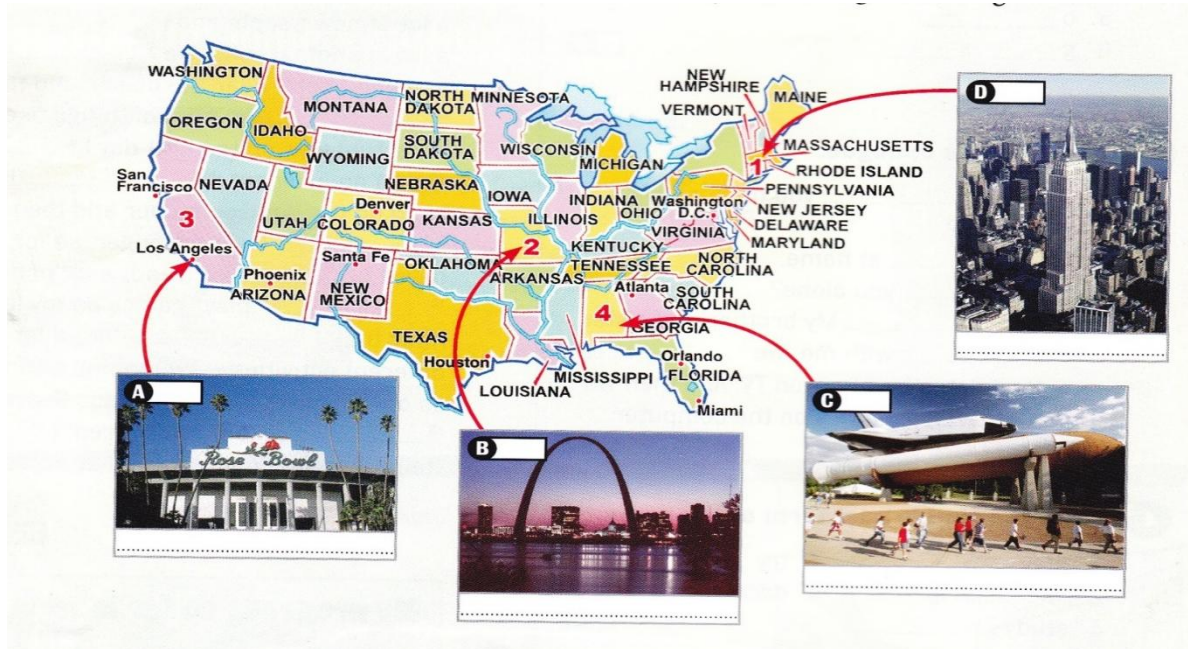 WASHINGTON
OREGON
IDAHO
MONTANA
NORTH
DAKOTA
MINNESOTA
SOUTH
DAKOTA
WYOMING
WISCONSIN
MICHIGAN
NEW
HAMPSHIRE
VERMONT
MAINE
1
MASSACHUSETTS
RHODE ISLAND
PENNSYLVANIA
NEW JERSEY
DELAWARE
MARYLAND
San
Francisco
NEVADA
3
Los Angeles
UTAH
Denver
COLORADO
NEBRASKA
KANSAS
IOWA
ILLINOIS
INDIANA
OHIO
Washington
D.C.
VIRGINIA
2
KENTUCKY
TENNESSEE
NORTH
CAROLINA
Phoenix
ARIZONA
Santa Fe
NEW
MEXICO
OKLAHOMA
ARKANSAS
Atlanta
SOUTH
CAROLINA
4
GEORGIA
TEXAS
Houston
LOUISIANA
MISSISSIPPI
Orlando
FLORIDA
Miami
A
Rose Bowl
B
C
D